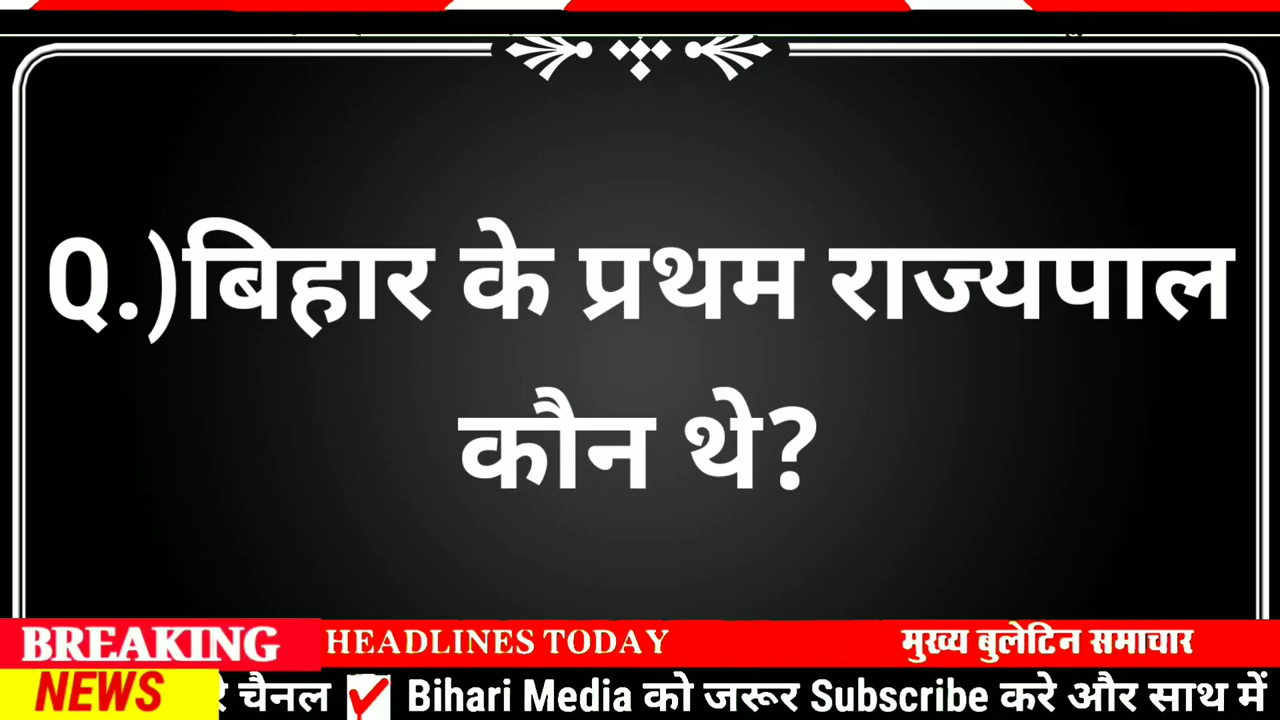 Q.)बिहार के प्रथम राज्यपाल
कौन थे?
BREAKING
NEWS
HEADLINES TODAY
मुख्य बुलेटिन समाचार
चैनल ✔ Bihari Media को जरूर Subscribe करे और साथ में